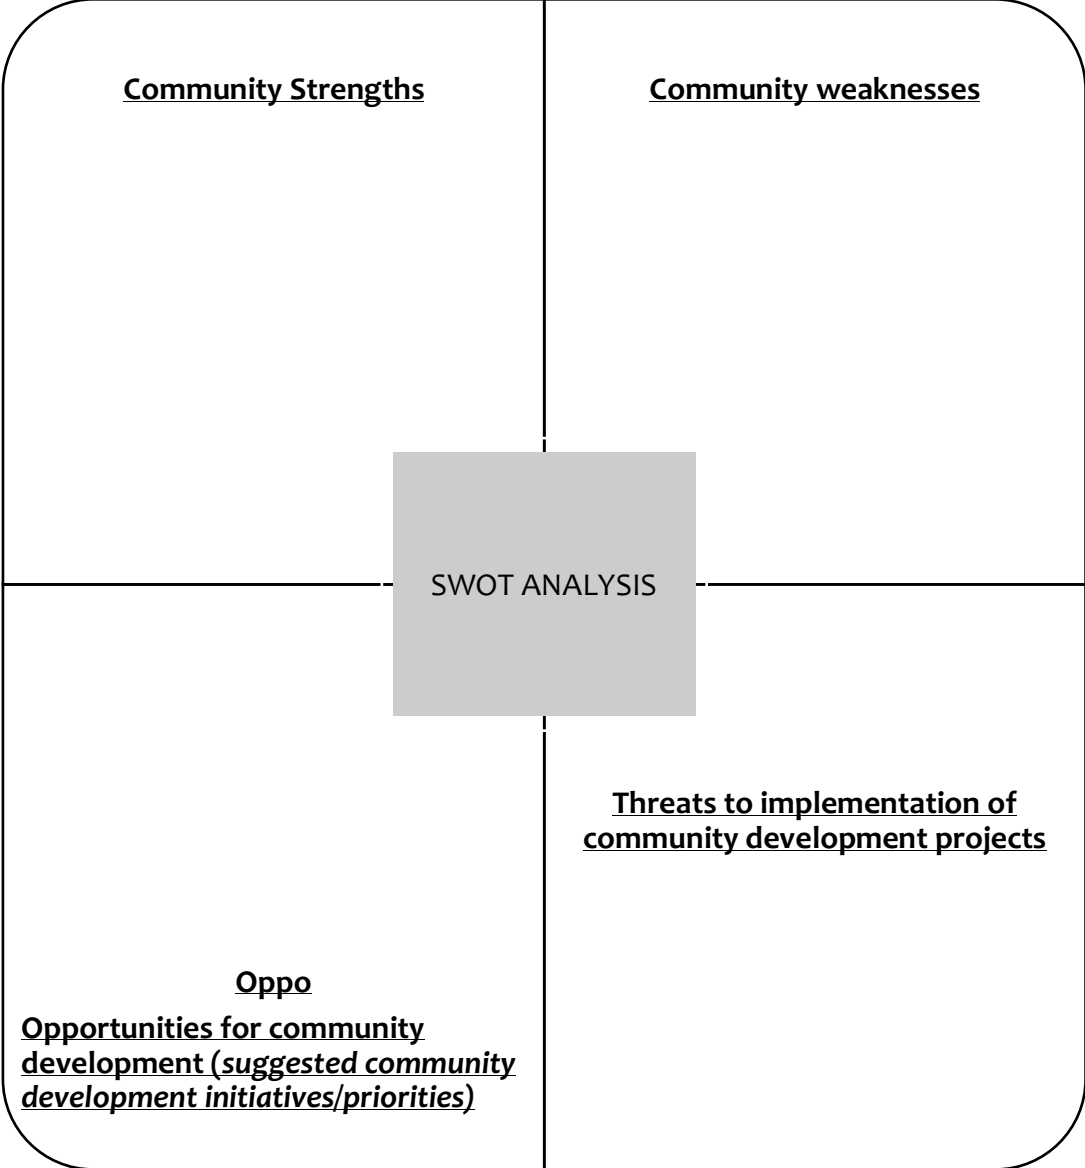 Community Strengths
Community weaknesses
SWOT ANALYSIS
Threats to implementation of
community development projects
Oppo
Opportunities for community
development (suggested community
development initiatives/priorities)